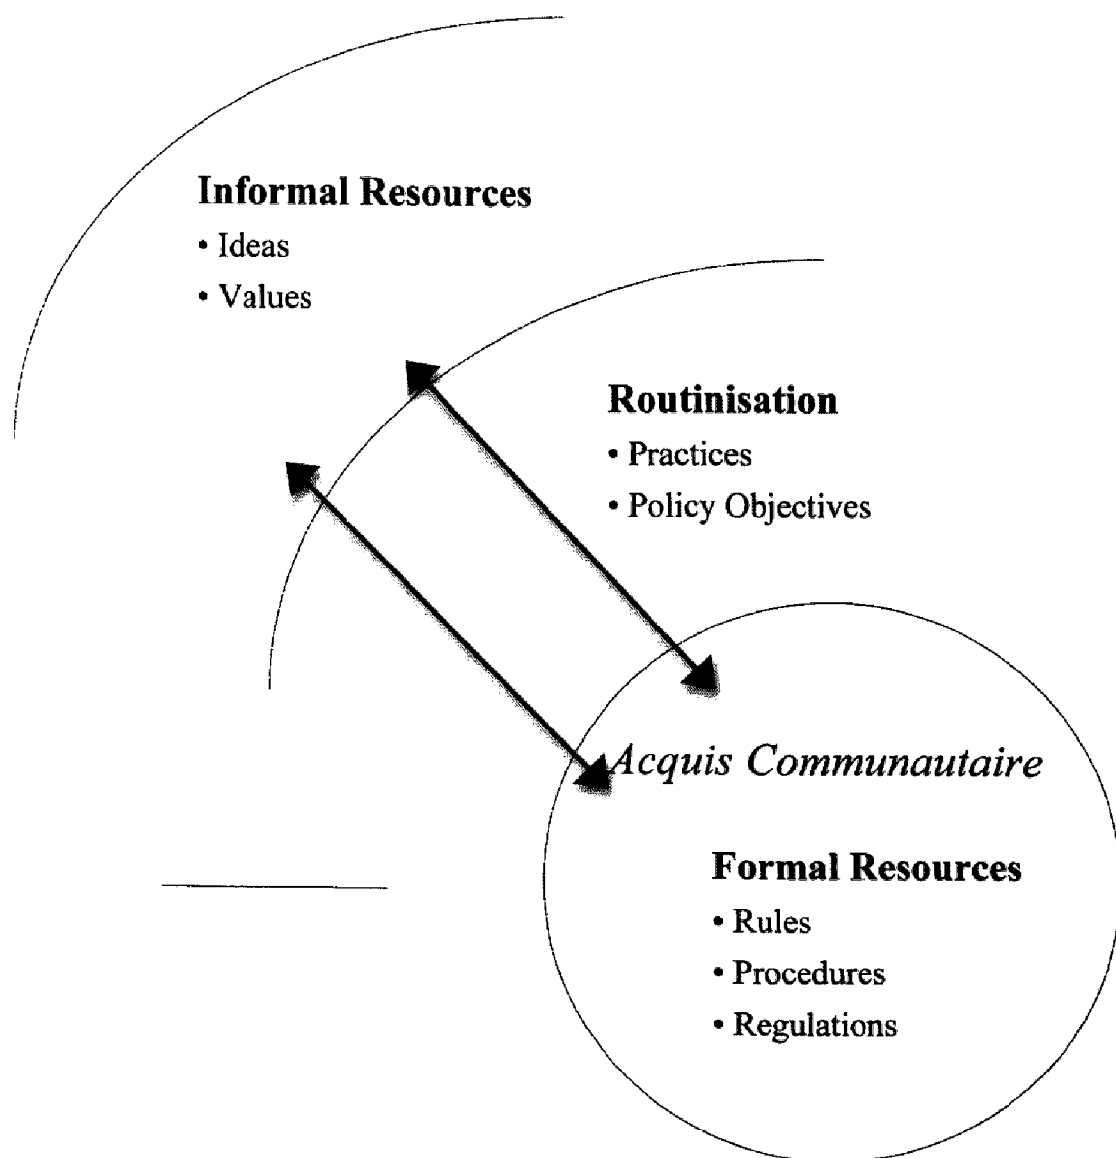 Informal Resources
• Ideas
• Values
Routinisation
• Practices
• Policy Objectives
Acquis Communautaire
Formal Resources
• Rules
• Procedures
• Regulations